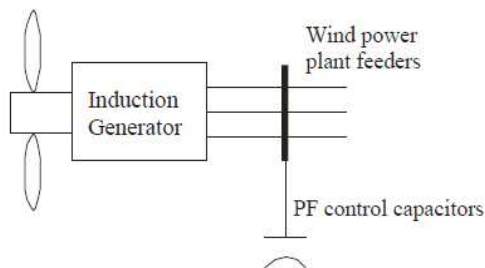 Wind power
plant feeders
Induction
Generator
PF control capacitors